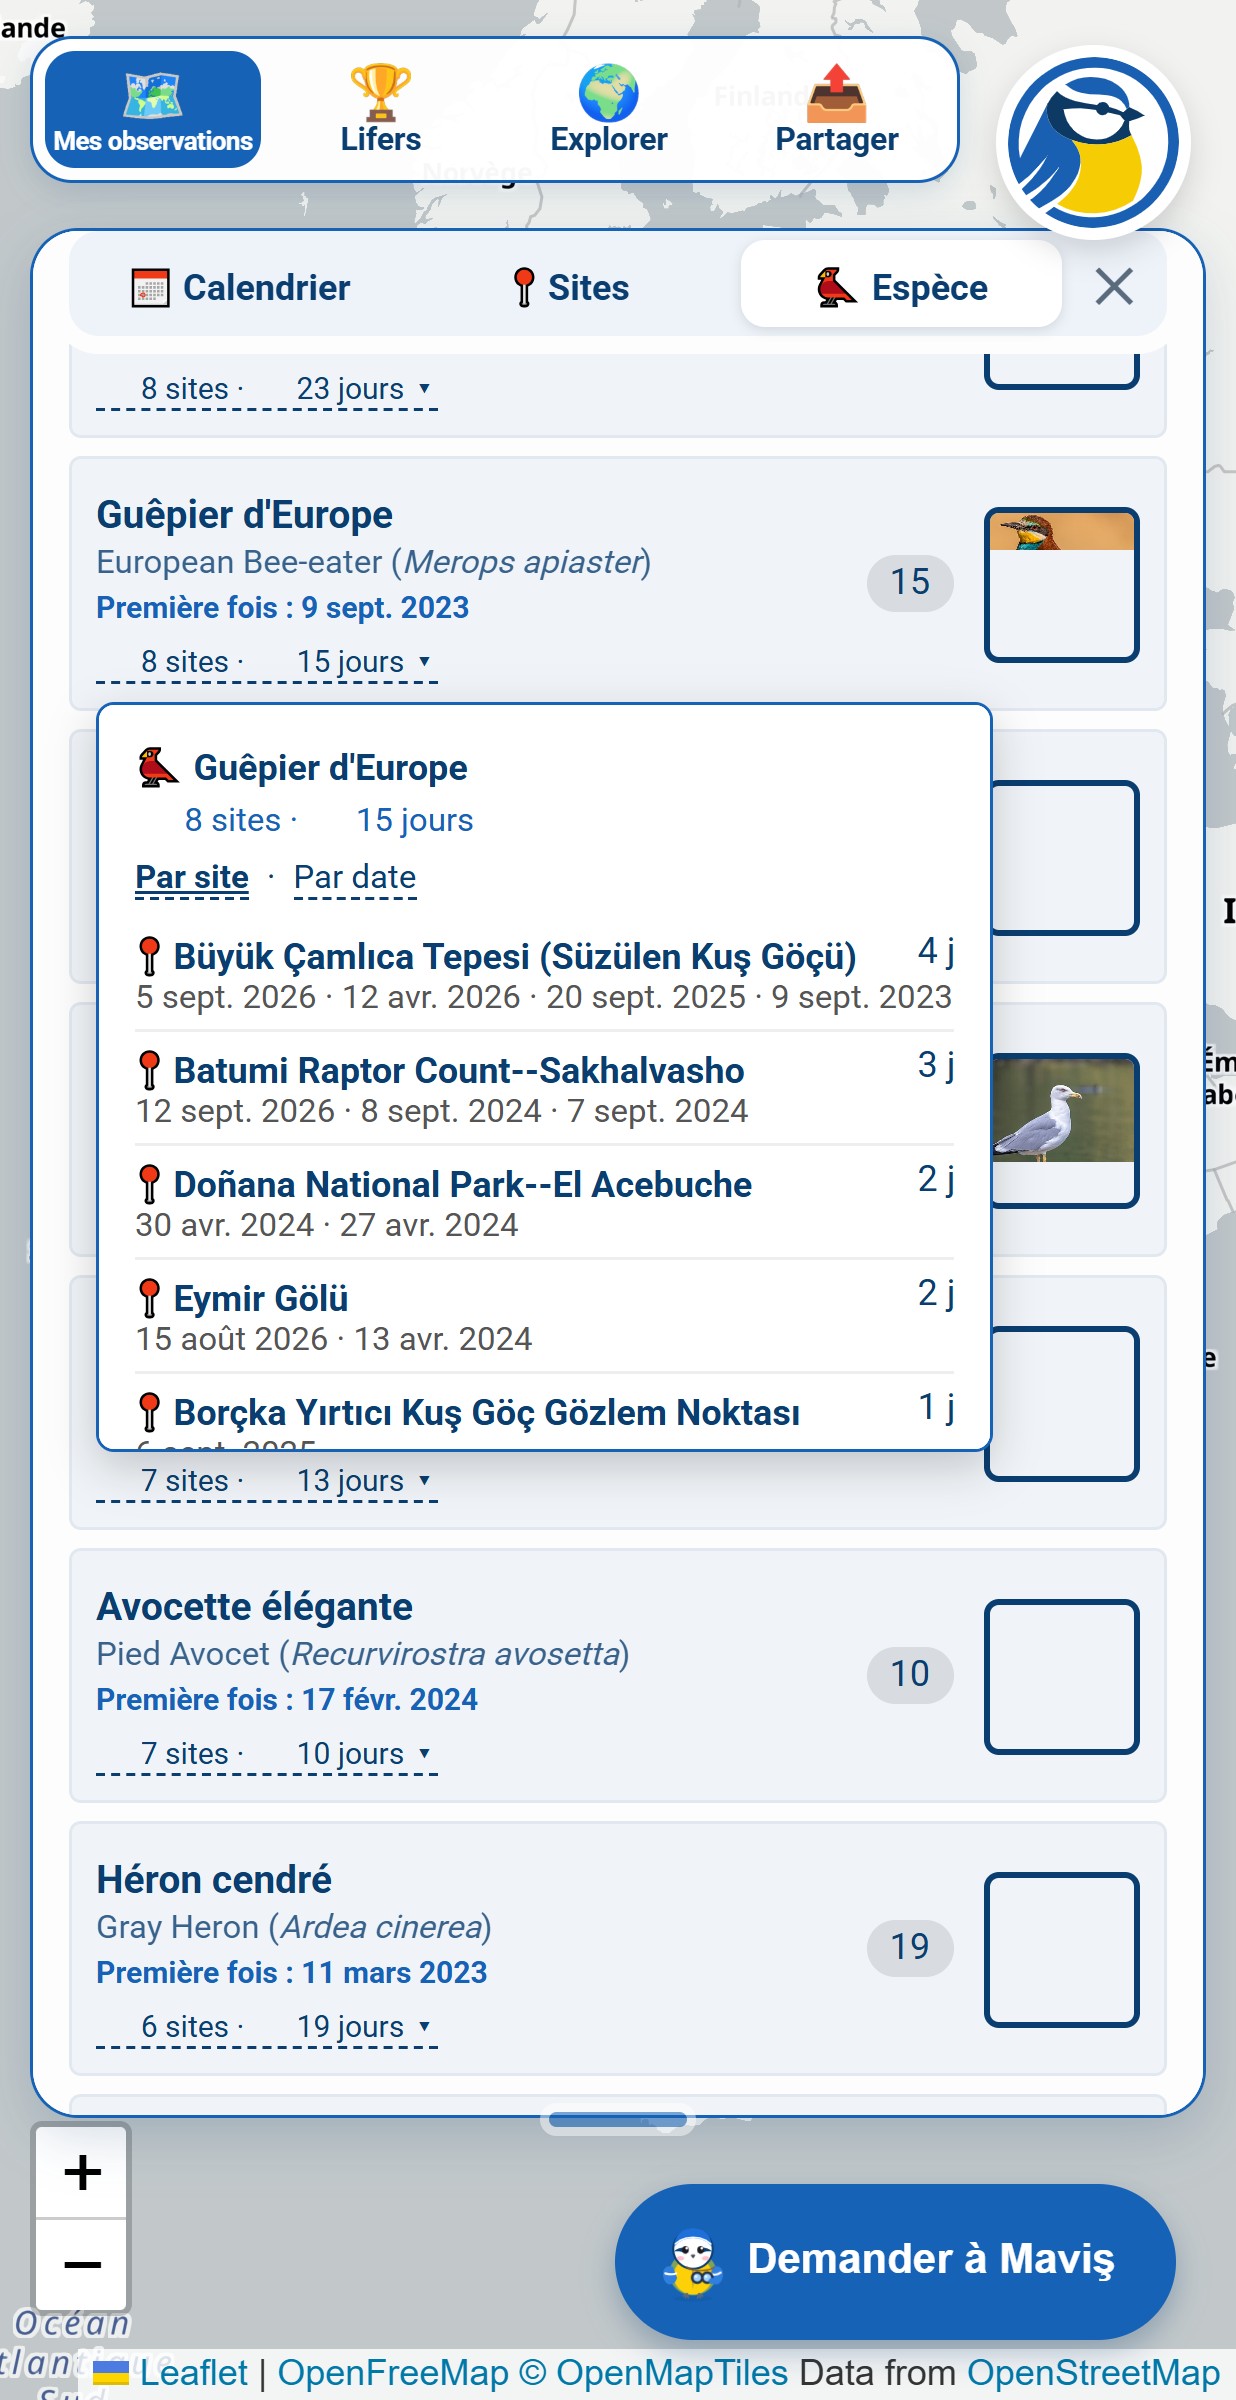 ande
Mes observations
Lifers
Explorer
Partager
Finland
Norvège
Calendrier
Sites
Espèce
8 sites · 23 jours ▾
Guêpier d'Europe
European Bee-eater (Merops apiaster)
Première fois : 9 sept. 2023
15
8 sites · 15 jours ▾
Guêpier d'Europe
8 sites · 15 jours
Par site · Par date
Büyük Çamlıca Tepesi (Süzülen Kuş Göçü) 4 j
5 sept. 2026 · 12 avr. 2026 · 20 sept. 2025 · 9 sept. 2023
Batumi Raptor Count--Sakhalvasho 3 j
12 sept. 2026 · 8 sept. 2024 · 7 sept. 2024
Doñana National Park--El Acebuche 2 j
30 avr. 2024 · 27 avr. 2024
Eymir Gölü 2 j
15 août 2026 · 13 avr. 2024
Borçka Yırtıcı Kuş Göç Gözlem Noktası 1 j
6 sept. 2025
7 sites · 13 jours ▾
Avocette élégante
Pied Avocet (Recurvirostra avosetta)
Première fois : 17 févr. 2024
10
7 sites · 10 jours ▾
Héron cendré
Gray Heron (Ardea cinerea)
Première fois : 11 mars 2023
19
6 sites · 19 jours ▾
+
−
Demander à Maviş
Océan
tlantique
Sud
Leaflet | OpenFreeMap © OpenMapTiles Data from OpenStreetMap